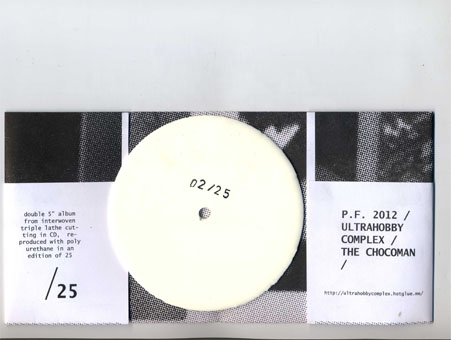 double 5" album
from interwoven
triple lathe cut-
ting in CD, re-
produced with poly
urethane in an
edition of 25
/25
02/25
P.F. 2012 /
ULTRAHOBBY
COMPLEX /
THE CHOCOMAN
/
http://ultrahobbycomplex.hotglue.me/